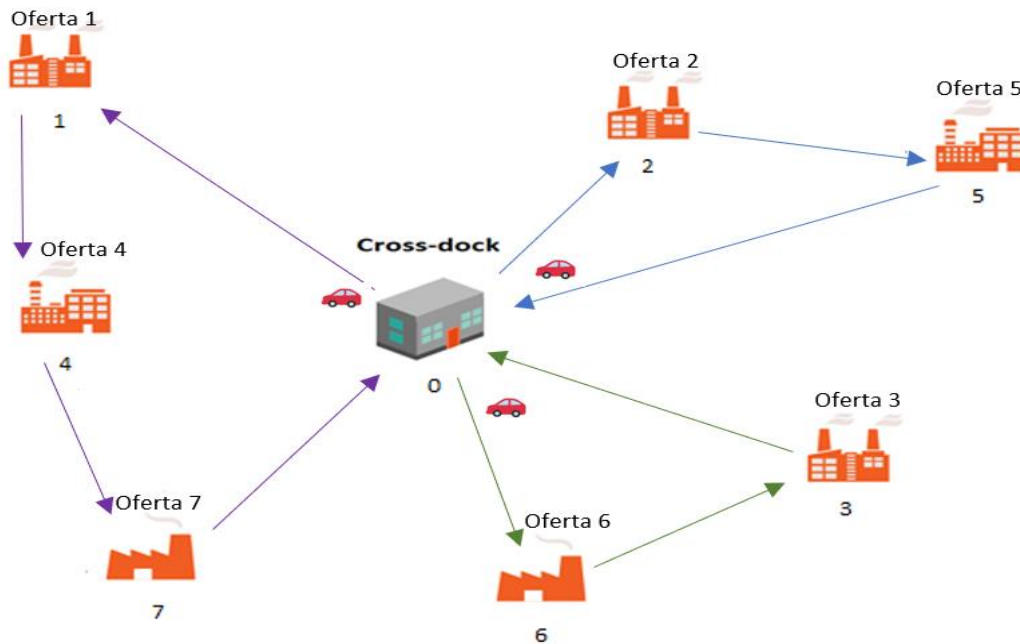 Oferta 1
1
Oferta 2
2
Oferta 5
5
Cross-dock
0
Oferta 4
4
Oferta 3
3
Oferta 7
7
Oferta 6
6